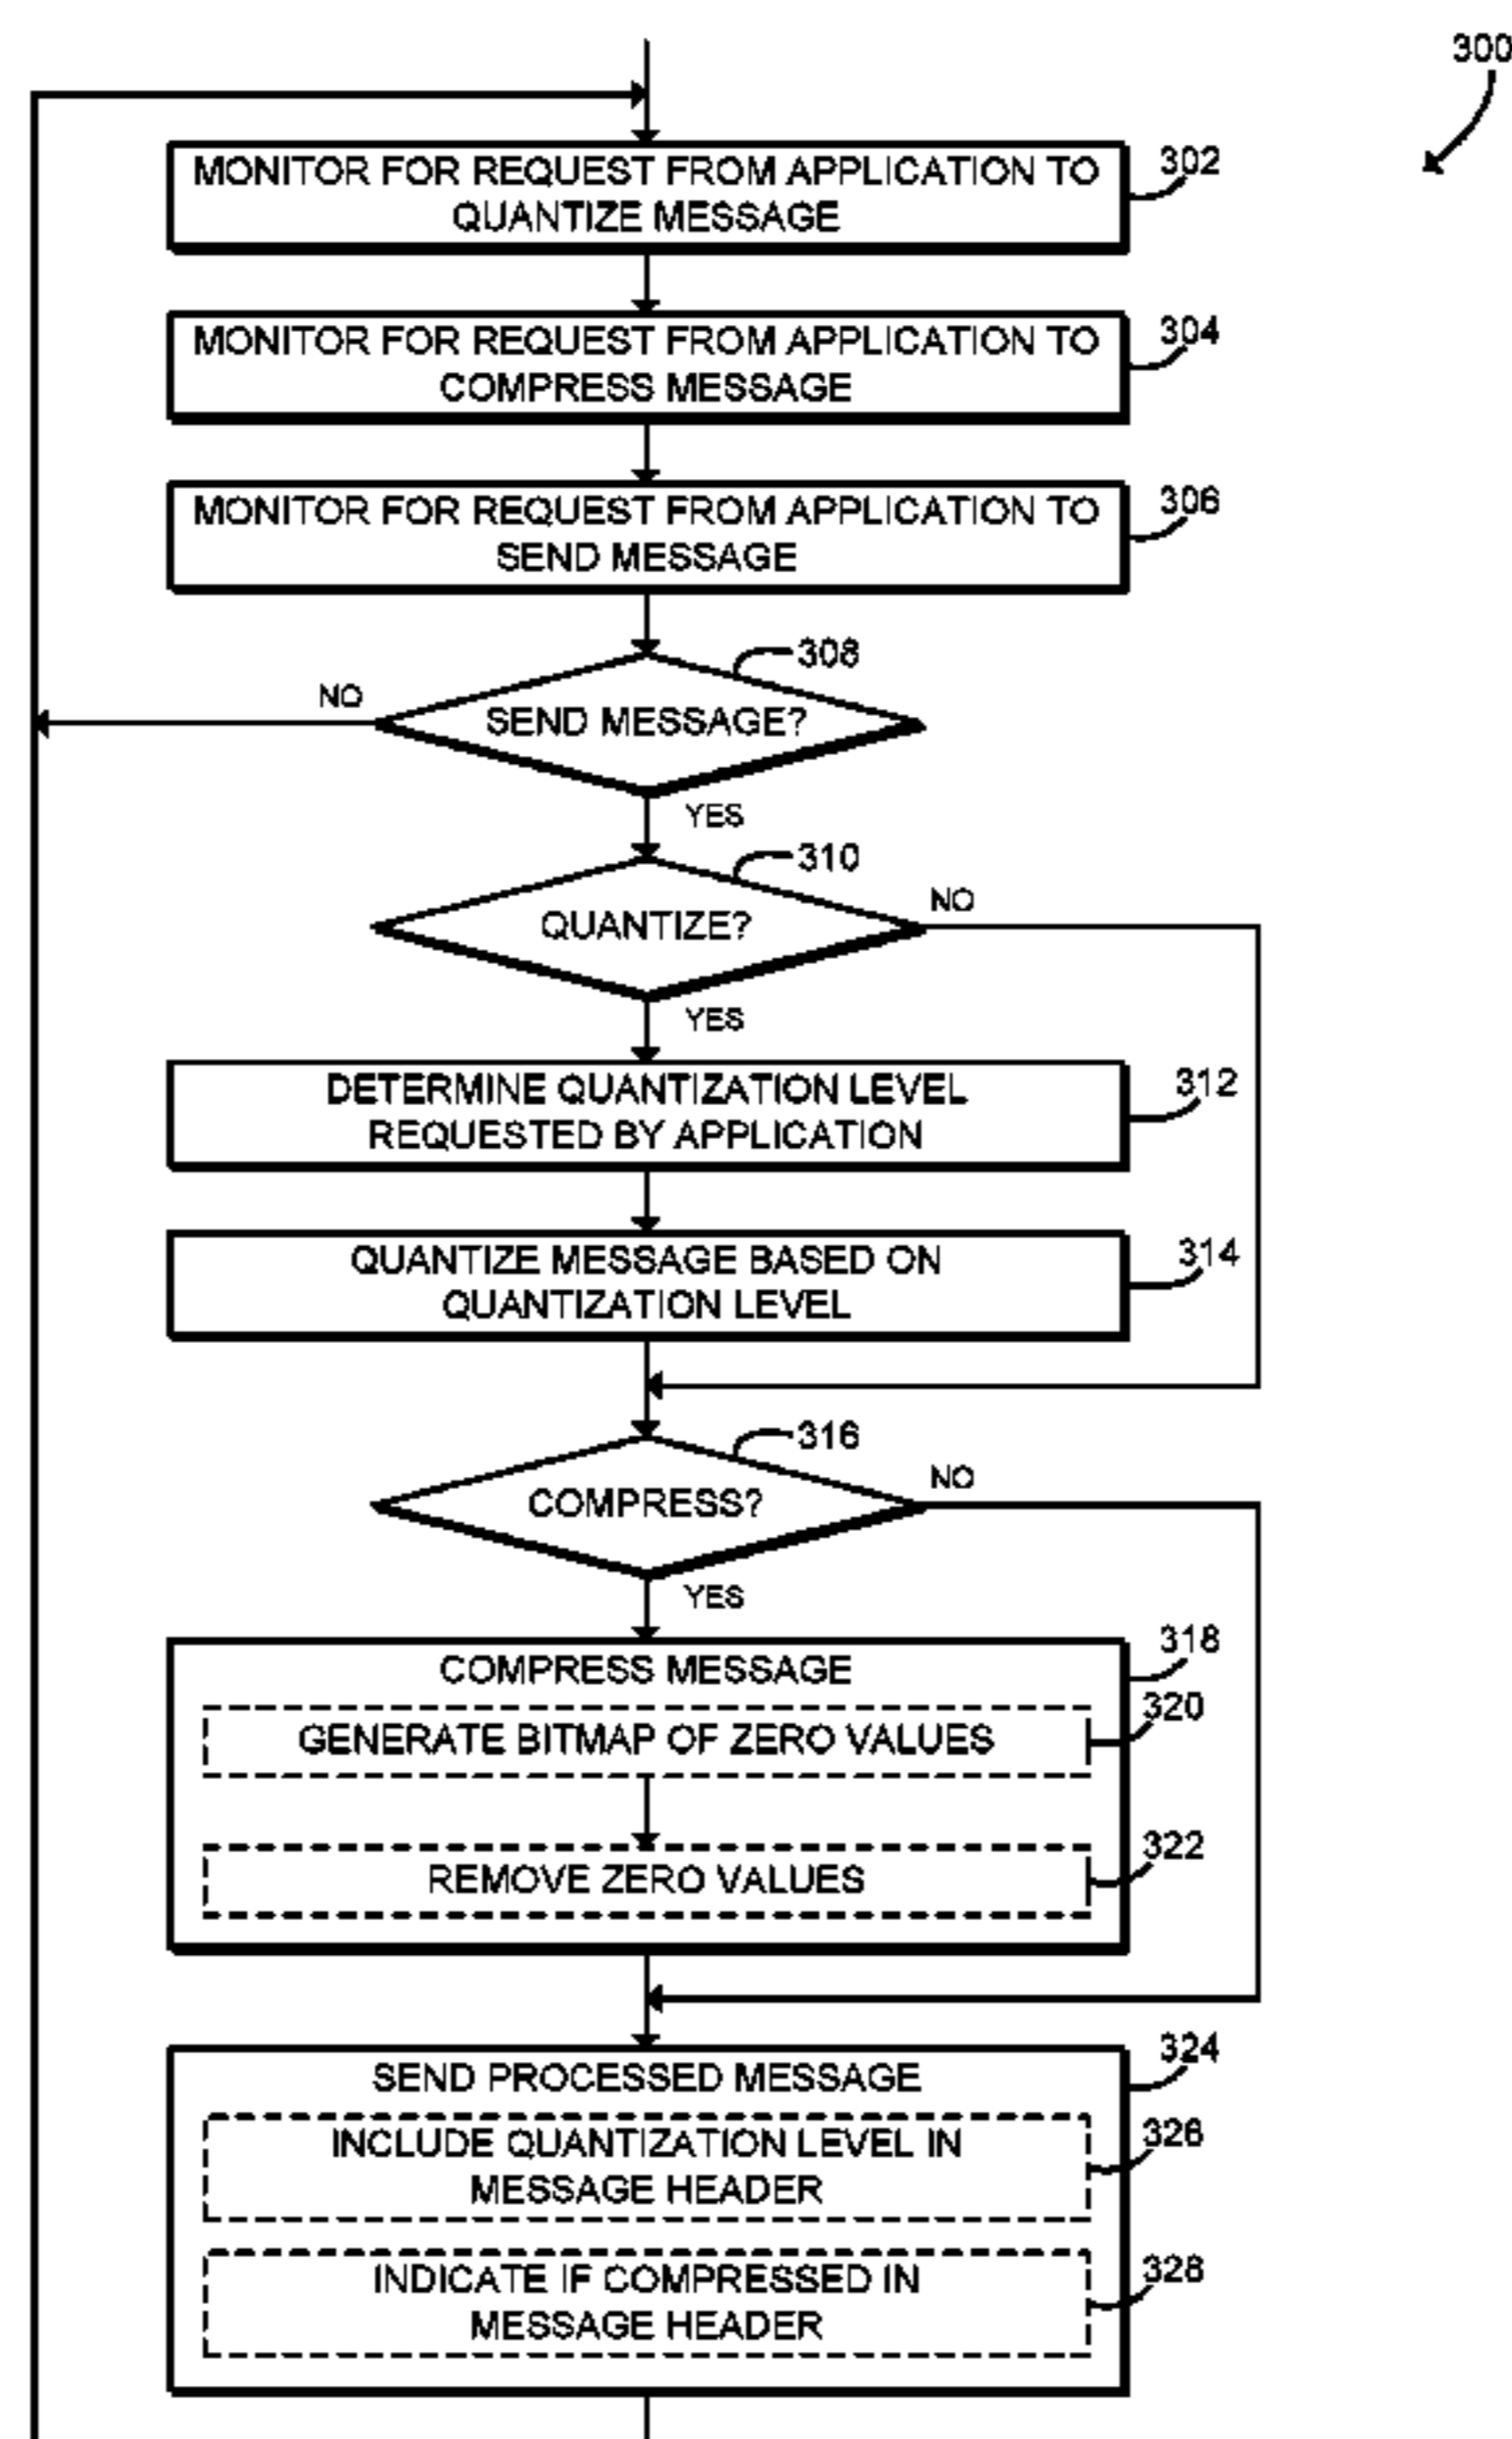 300
MONITOR FOR REQUEST FROM APPLICATION TO
QUANTIZE MESSAGE
302
MONITOR FOR REQUEST FROM APPLICATION TO
COMPRESS MESSAGE
304
MONITOR FOR REQUEST FROM APPLICATION TO
SEND MESSAGE
306
308
NO
SEND MESSAGE?
YES
310
NO
QUANTIZE?
YES
DETERMINE QUANTIZATION LEVEL
REQUESTED BY APPLICATION
312
QUANTIZE MESSAGE BASED ON
QUANTIZATION LEVEL
314
316
NO
COMPRESS?
YES
COMPRESS MESSAGE
318
GENERATE BITMAP OF ZERO VALUES
320
REMOVE ZERO VALUES
322
SEND PROCESSED MESSAGE
324
INCLUDE QUANTIZATION LEVEL IN
MESSAGE HEADER
326
INDICATE IF COMPRESSED IN
MESSAGE HEADER
328